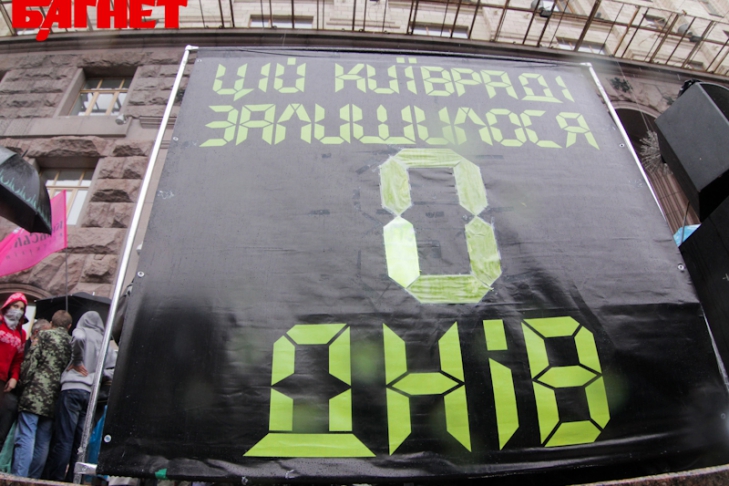 БАГНЕТ
ЦІЙ КИЇВРАДІ
ЗАЛИШИЛОСЯ
0
ДНІВ